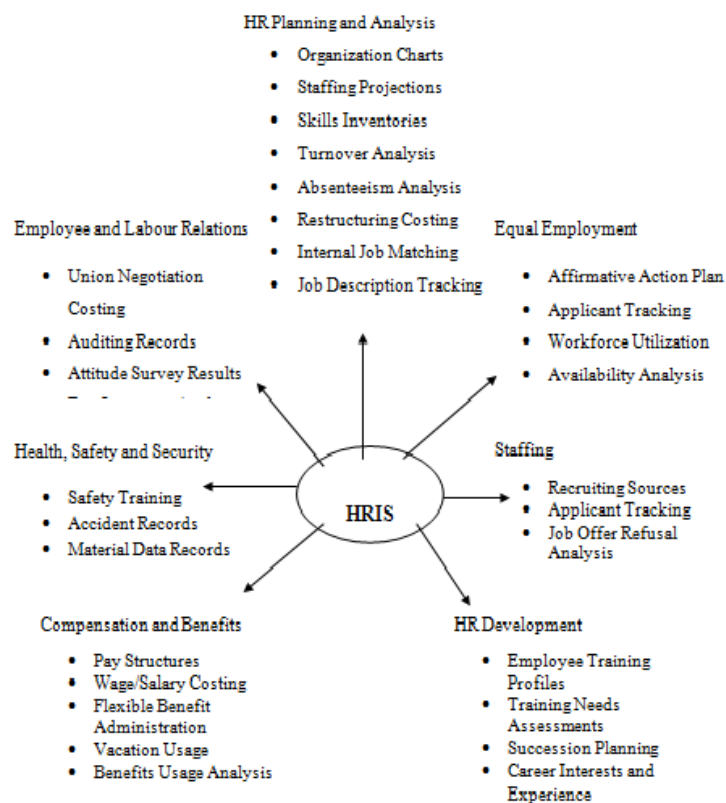 HR Planning and Analysis
• Organization Charts
• Staffing Projections
• Skills Inventories
• Turnover Analysis
• Absenteeism Analysis
• Restructuring Costing
• Internal Job Matching
• Job Description Tracking
Employee and Labour Relations
• Union Negotiation
Costing
• Auditing Records
• Attitude Survey Results
Equal Employment
• Affirmative Action Plan
• Applicant Tracking
• Workforce Utilization
• Availability Analysis
Health, Safety and Security
• Safety Training
• Accident Records
• Material Data Records
HRIS
Staffing
• Recruiting Sources
• Applicant Tracking
• Job Offer Refusal
Analysis
Compensation and Benefits
• Pay Structures
• Wage/Salary Costing
• Flexible Benefit
Administration
• Vacation Usage
• Benefits Usage Analysis
HR Development
• Employee Training
Profiles
• Training Needs
Assessments
• Succession Planning
• Career Interests and
Experience